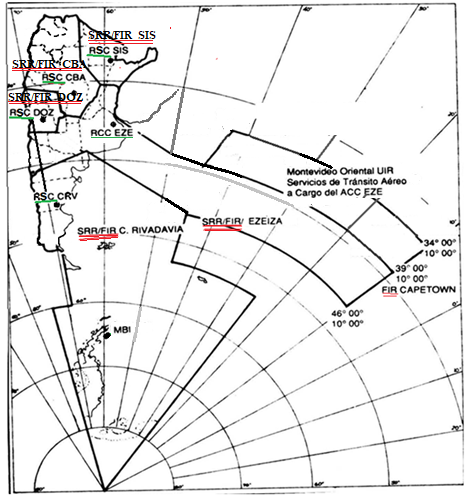 SRR/FIR SIS
RSC SIS
SRR/FIR CBA
RSC CBA
SRR/FIR DOZ
RSC DOZ
RCC EZE
Montevideo Oriental UIR
Servicios de Tránsito Aéreo
a Cargo del ACC EZE
RSC CRV
SRR/FIR/ EZEIZA
SRR/FIR C. RIVADAVIA
34° 00°
10° 00°
39° 00°
10° 00°
FIR CAPETOWN
46° 00°
10° 00°
MBI